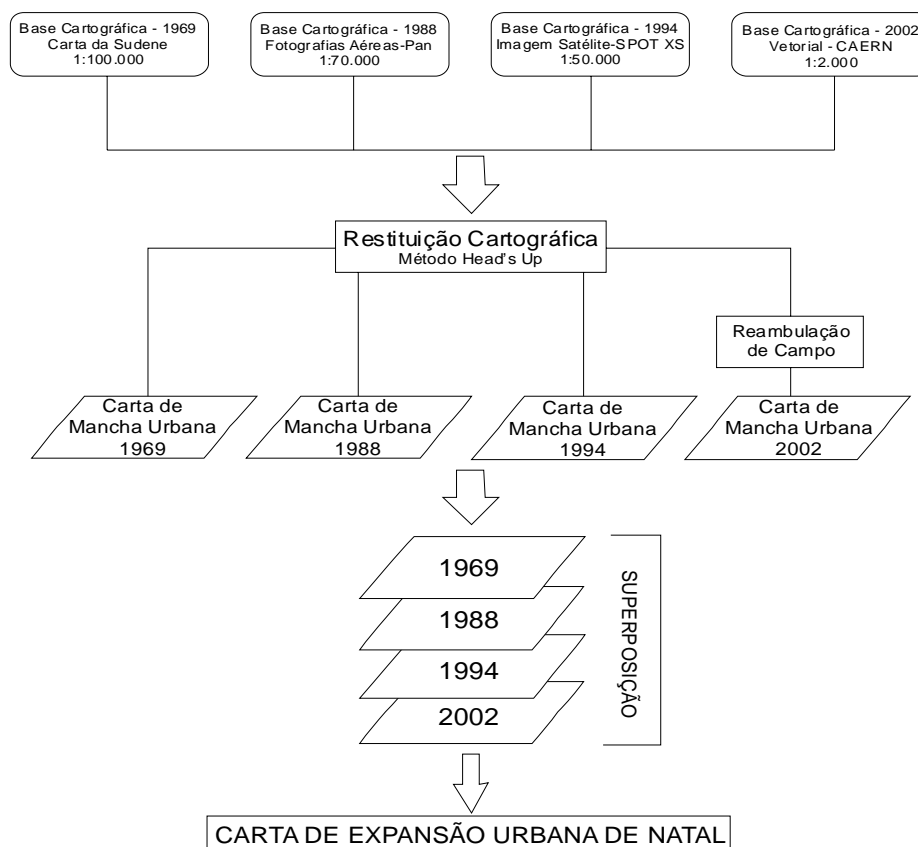 Base Cartográfica - 1969
Carta da Sudene
1:100.000
Base Cartográfica - 1988
Fotografias Aéreas-Pan
1:70.000
Base Cartográfica - 1994
Imagem Satélite-SPOT XS
1:50.000
Base Cartográfica - 2002
Vetorial - CAERN
1:2.000
Restituição Cartográfica
Método Head's Up
Reambulação
de Campo
Carta de
Mancha Urbana
1969
Carta de
Mancha Urbana
1988
Carta de
Mancha Urbana
1994
Carta de
Mancha Urbana
2002
1969
1988
1994
2002
SUPERPOSIÇÃO
CARTA DE EXPANSÃO URBANA DE NATAL